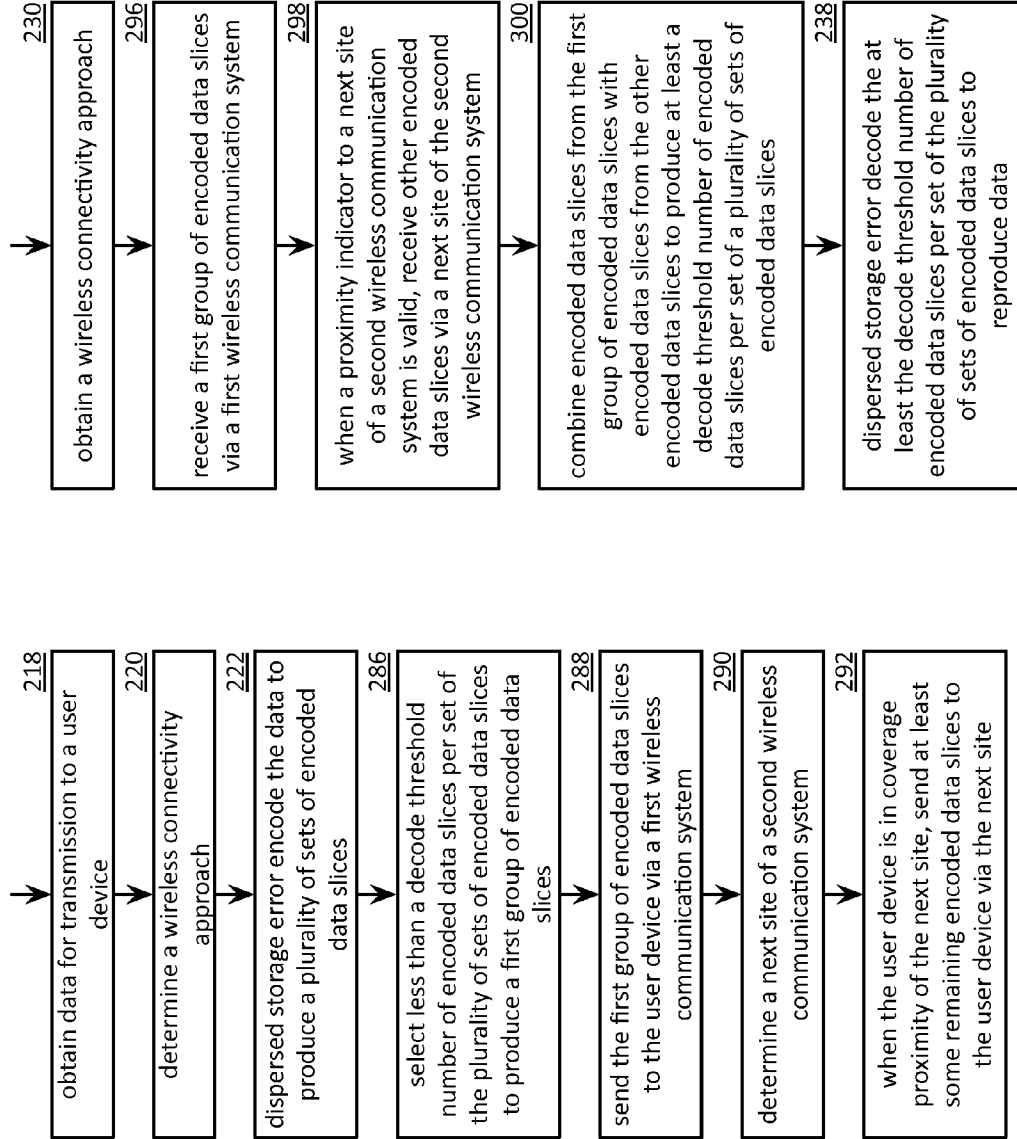 218
obtain data for transmission to a user
device
220
determine a wireless connectivity
approach
222
dispersed storage error encode the data to
produce a plurality of sets of encoded
data slices
286
select less than a decode threshold
number of encoded data slices per set of
the plurality of sets of encoded data slices
to produce a first group of encoded data
slices
288
send the first group of encoded data slices
to the user device via a first wireless
communication system
290
determine a next site of a second wireless
communication system
292
when the user device is in coverage
proximity of the next site, send at least
some remaining encoded data slices to
the user device via the next site
230
obtain a wireless connectivity approach
296
receive a first group of encoded data slices
via a first wireless communication system
298
when a proximity indicator to a next site
of a second wireless communication
system is valid, receive other encoded
data slices via a next site of the second
wireless communication system
300
combine encoded data slices from the first
group of encoded data slices with
encoded data slices from the other
encoded data slices to produce at least a
decode threshold number of encoded
data slices per set of a plurality of sets of
encoded data slices
238
dispersed storage error decode the at
least the decode threshold number of
encoded data slices per set of the plurality
of sets of encoded data slices to
reproduce data